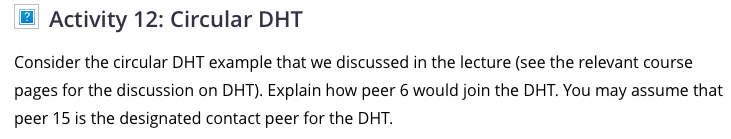 Activity 12: Circular DHT
Consider the circular DHT example that we discussed in the lecture (see the relevant course
pages for the discussion on DHT). Explain how peer 6 would join the DHT. You may assume that
peer 15 is the designated contact peer for the DHT.